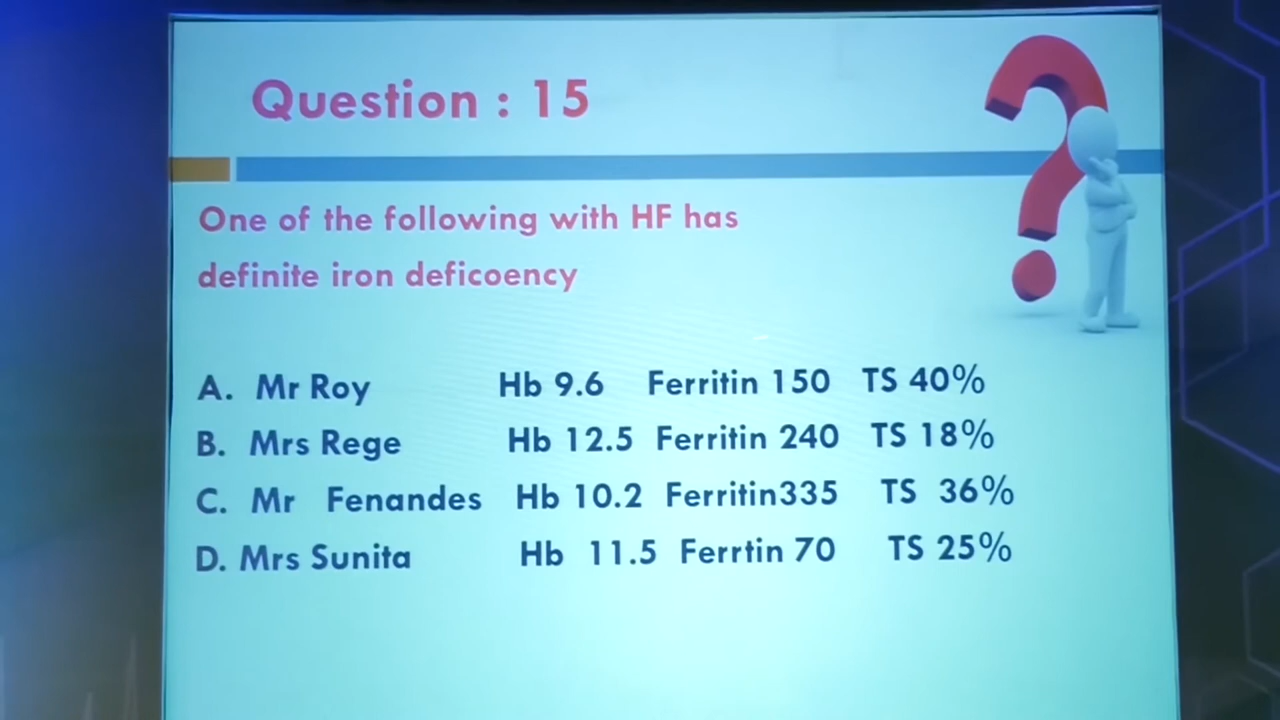 Question : 15
One of the following with HF has
definite iron deficoency
A. Mr Roy Hb 9.6 Ferritin 150 TS 40%
B. Mrs Rege Hb 12.5 Ferritin 240 TS 18%
C. Mr Fenandes Hb 10.2 Ferritin335 TS 36%
D. Mrs Sunita Hb 11.5 Ferrtin 70 TS 25%